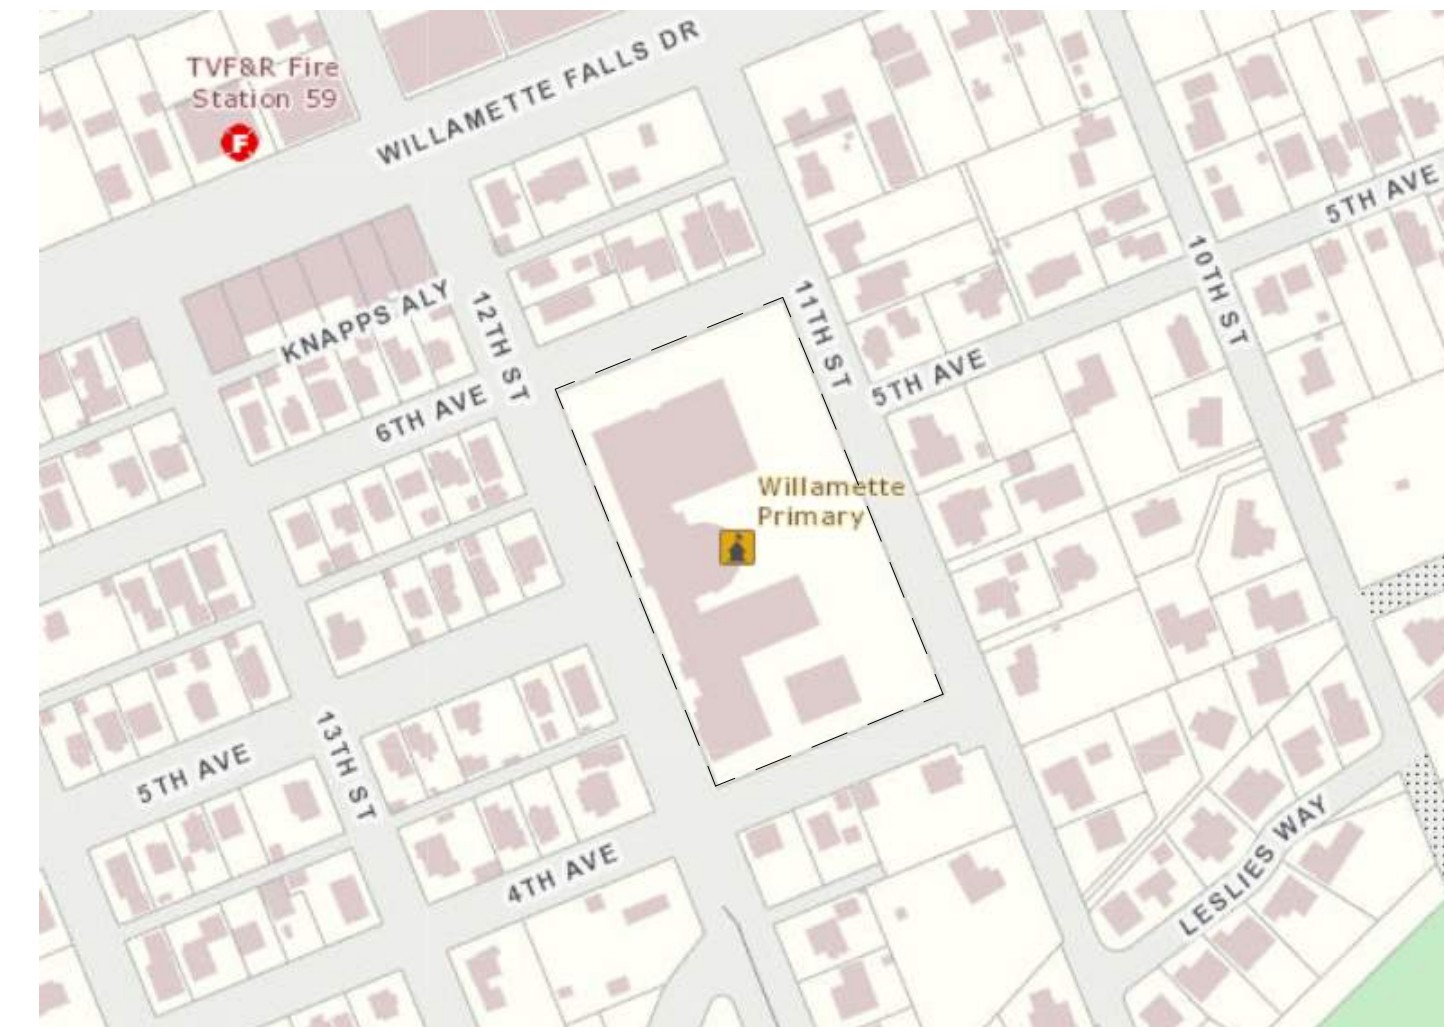 TVF&R Fire
Station 59
F
WILLAMETTE FALLS DR
KNAPPS ALY
12TH ST
11TH ST
10TH ST
5TH AVE
5TH AVE
6TH AVE
Willamette
Primary
13TH ST
5TH AVE
4TH AVE
LESLIES WAY